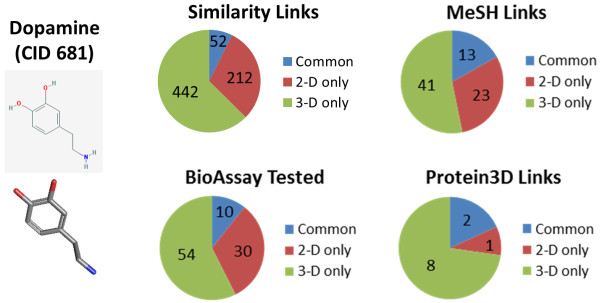 Dopamine
(CID 681)
H
O
H
O
N
H
H
Similarity Links
52
212
442
Common
2-D only
3-D only
MeSH Links
13
23
41
Common
2-D only
3-D only
BioAssay Tested
10
30
54
Common
2-D only
3-D only
Protein3D Links
2
1
8
Common
2-D only
3-D only